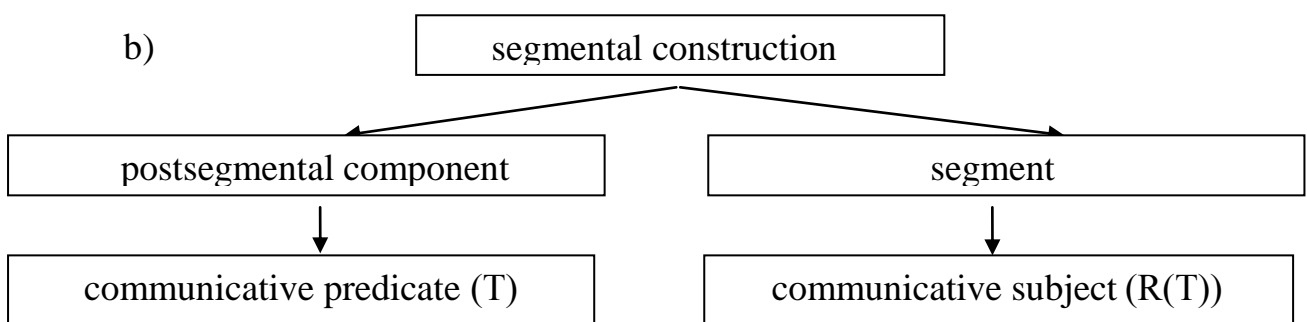 b)
segmental construction
postsegmental component
segment
communicative predicate (T)
communicative subject (R(T))